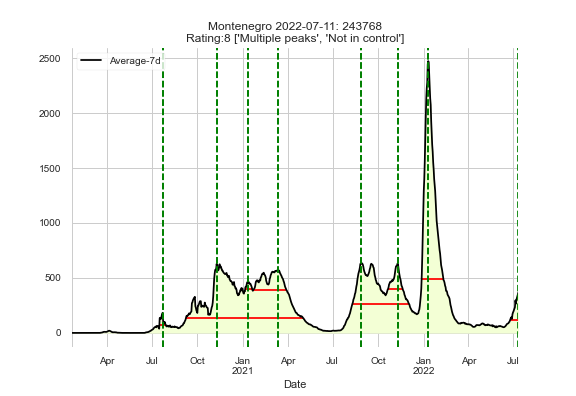 Montenegro 2022-07-11: 243768
Rating:8 ['Multiple peaks', 'Not in control']
Average-7d
2500
2000
1500
1000
500
0
Apr Jul Oct Jan Apr Jul Oct Jan Apr Jul
2021 2022
Date